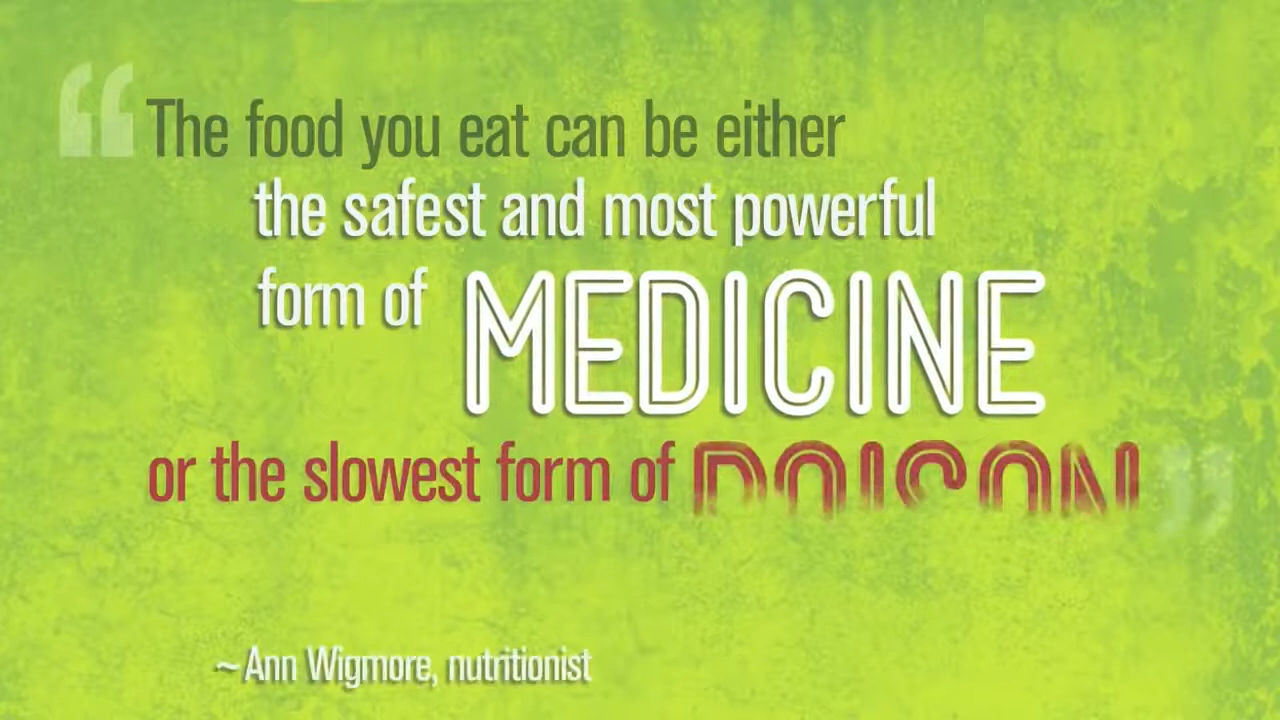 “The food you eat can be either
the safest and most powerful
form of MEDICINE
or the slowest form of POISON”
~Ann Wigmore, nutritionist